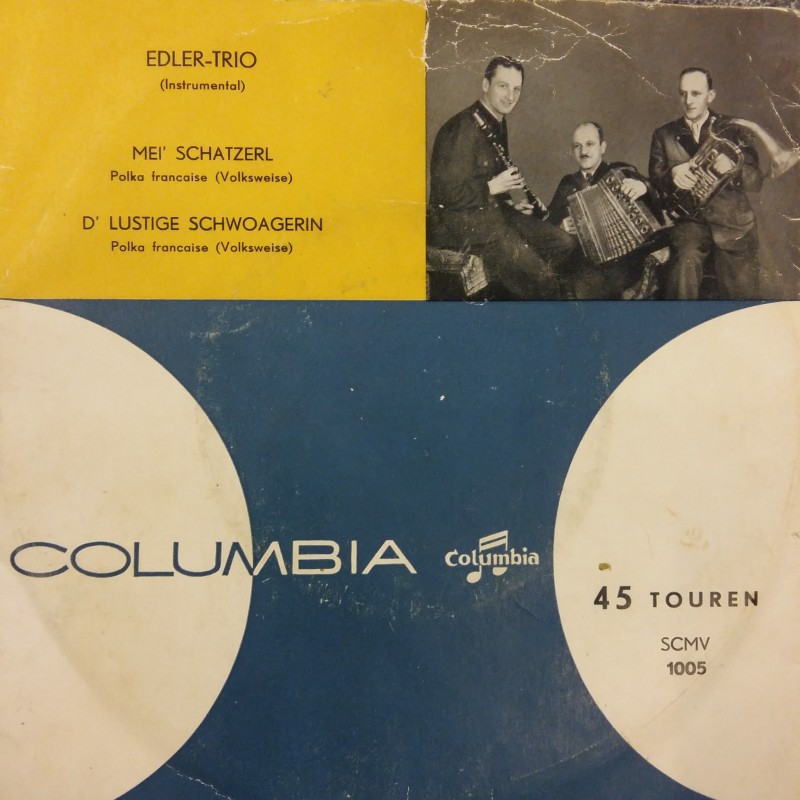 EDLER-TRIO
(Instrumental)
MEI' SCHATZERL
Polka francaise (Volksweise)
D' LUSTIGE SCHWOAGERIN
Polka francaise (Volksweise)
COLUMBIA
Columbia
45 TOUREN
SCMV
1005